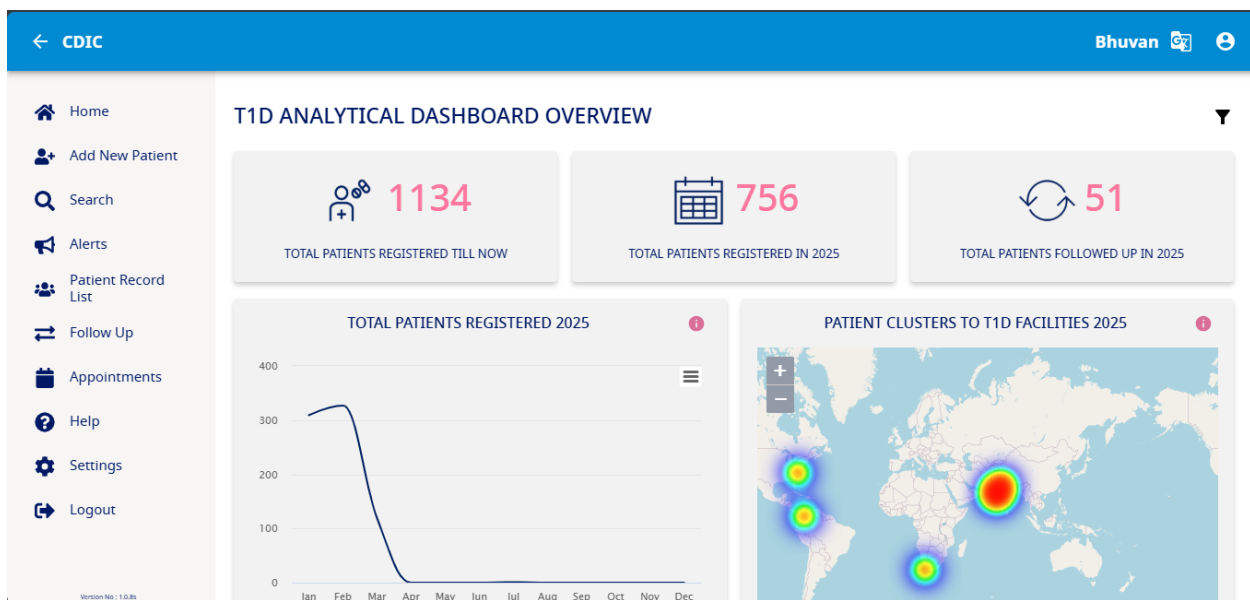 CDIC
Bhuvan
Home
Add New Patient
Search
Alerts
Patient Record
List
Follow Up
Appointments
Help
Settings
Logout
Version No : 1.0.8s
T1D ANALYTICAL DASHBOARD OVERVIEW
1134
TOTAL PATIENTS REGISTERED TILL NOW
756
TOTAL PATIENTS REGISTERED IN 2025
51
TOTAL PATIENTS FOLLOWED UP IN 2025
TOTAL PATIENTS REGISTERED 2025
400
300
200
100
0
Jan Feb Mar Apr May Jun Jul Aug Sep Oct Nov Dec
PATIENT CLUSTERS TO T1D FACILITIES 2025
+
−